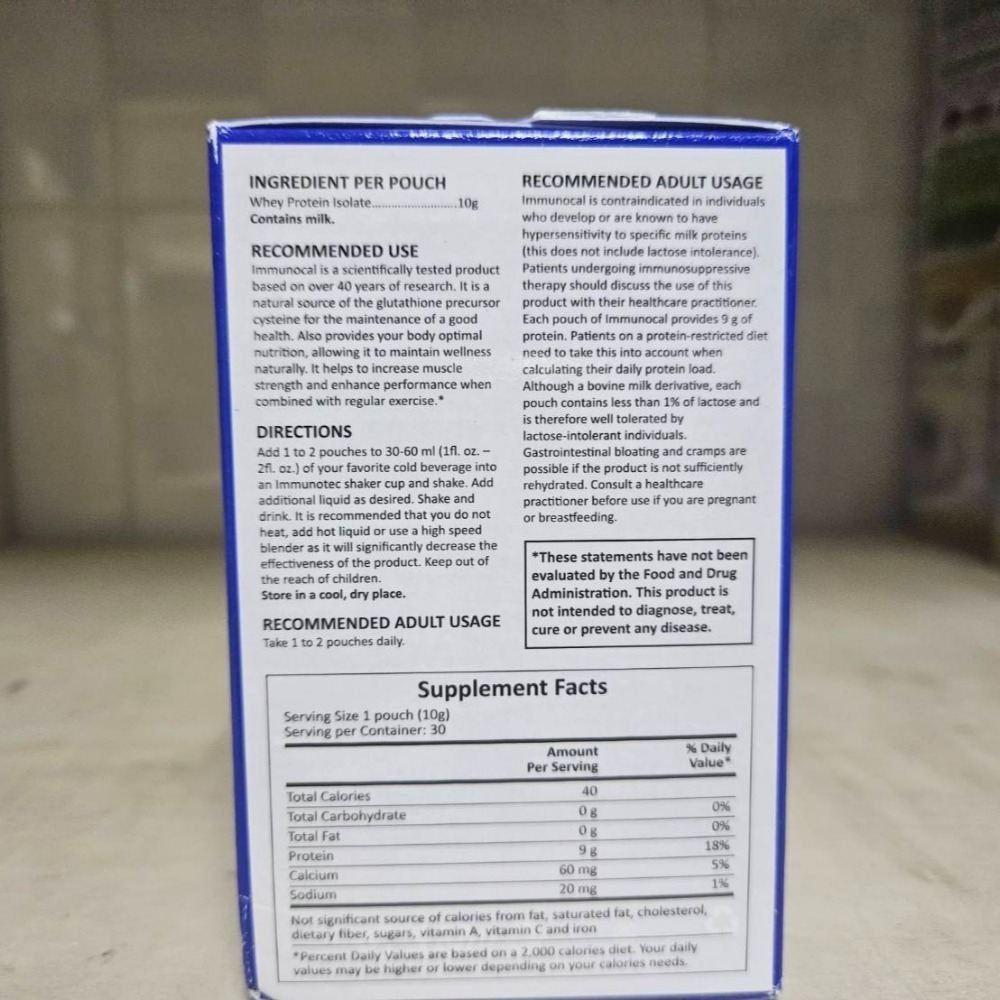 INGREDIENT PER POUCH
Whey Protein Isolate............................10g
Contains milk.
RECOMMENDED USE
Immunocal is a scientifically tested product
based on over 40 years of research. It is a
natural source of the glutathione precursor
cysteine for the maintenance of a good
health. Also provides your body optimal
nutrition, allowing it to maintain wellness
naturally. It helps to increase muscle
strength and enhance performance when
combined with regular exercise.*
DIRECTIONS
Add 1 to 2 pouches to 30-60 ml (1fl. oz. –
2fl. oz.) of your favorite cold beverage into
an Immunotec shaker cup and shake. Add
additional liquid as desired. Shake and
drink. It is recommended that you do not
heat, add hot liquid or use a high speed
blender as it will significantly decrease the
effectiveness of the product. Keep out of
the reach of children.
Store in a cool, dry place.
RECOMMENDED ADULT USAGE
Take 1 to 2 pouches daily.
RECOMMENDED ADULT USAGE
Immunocal is contraindicated in individuals
who develop or are known to have
hypersensitivity to specific milk proteins
(this does not include lactose intolerance).
Patients undergoing immunosuppressive
therapy should discuss the use of this
product with their healthcare practitioner.
Each pouch of Immunocal provides 9 g of
protein. Patients on a protein-restricted diet
need to take this into account when
calculating their daily protein load.
Although a bovine milk derivative, each
pouch contains less than 1% of lactose and
is therefore well tolerated by
lactose-intolerant individuals.
Gastrointestinal bloating and cramps are
possible if the product is not sufficiently
rehydrated. Consult a healthcare
practitioner before use if you are pregnant
or breastfeeding.
*These statements have not been
evaluated by the Food and Drug
Administration. This product is
not intended to diagnose, treat,
cure or prevent any disease.
Supplement Facts
Serving Size 1 pouch (10g)
Serving per Container: 30
Amount Per Serving % Daily Value*
Total Calories 40
Total Carbohydrate 0 g 0%
Total Fat 0 g 0%
Protein 9 g 18%
Calcium 60 mg 5%
Sodium 20 mg 1%
Not significant source of calories from fat, saturated fat, cholesterol,
dietary fiber, sugars, vitamin A, vitamin C and iron
*Percent Daily Values are based on a 2,000 calories diet. Your daily
values may be higher or lower depending on your calories needs.